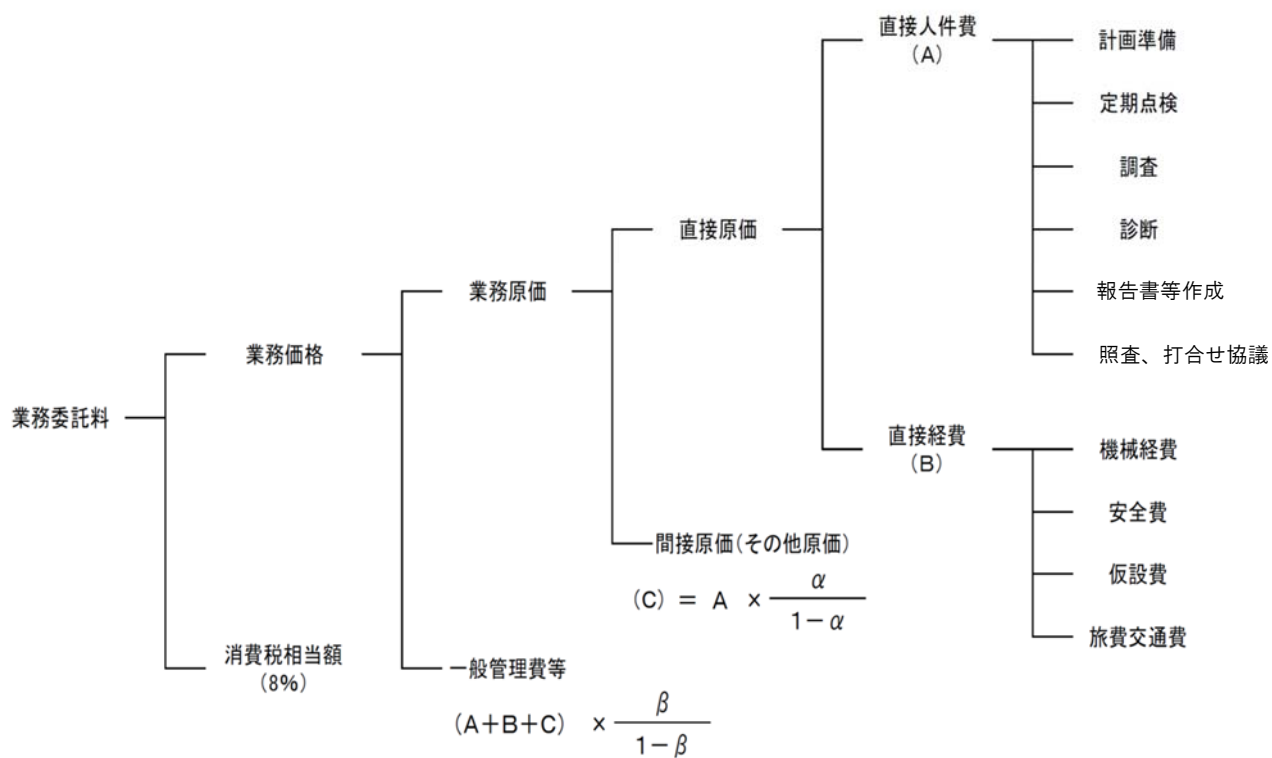 直接人件費
(A)
計画準備
定期点検
調査
診断
報告書等作成
照査、打合せ協議
直接原価
業務原価
業務価格
業務委託料
直接経費
(B)
機械経費
安全費
仮設費
旅費交通費
間接原価(その他原価)
(C) = A × α/1-α
消費税相当額
(8%)
一般管理費等
(A+B+C) × β/1-β